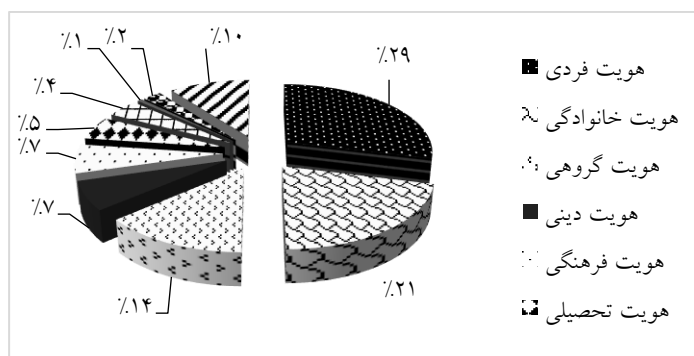 ٪۱۰
٪۲
٪۱
٪۴
٪۵
٪۷
٪۷
٪۱۴
٪۲۱
٪۲۹
هویت فردی
هویت خانوادگی
هویت گروهی
هویت دینی
هویت فرهنگی
هویت تحصیلی